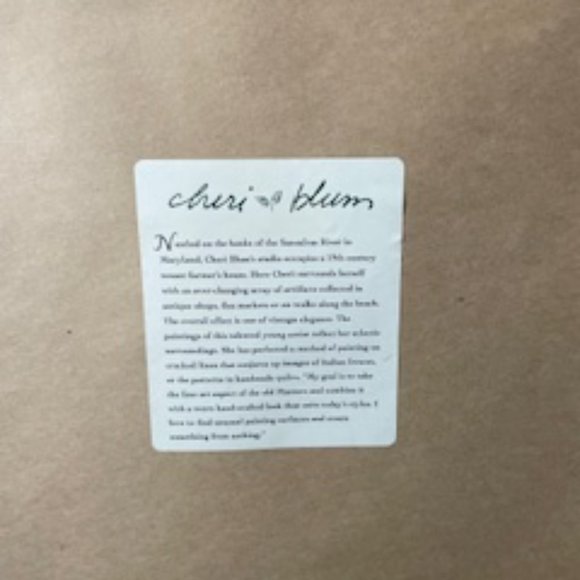 cheri blum
Nestled on the banks of the Sassafras River in
Maryland, Cheri Blum's studio occupies a 19th century
tenant farmer's house. Here Cheri surrounds herself
with an ever-changing array of artifacts collected in
antique shops, flea markets or on walks along the beach.
The overall effect is one of vintage elegance. The
paintings of this talented young artist reflect her eclectic
surroundings. She has perfected a method of painting on
cracked linen that conjures up images of Italian frescos,
or the patterns in handmade quilts. "My goal is to take
the fine art aspect of the old Masters and combine it
with a more hand crafted look that suits today's styles. I
love to find unusual painting surfaces and create
something from nothing."